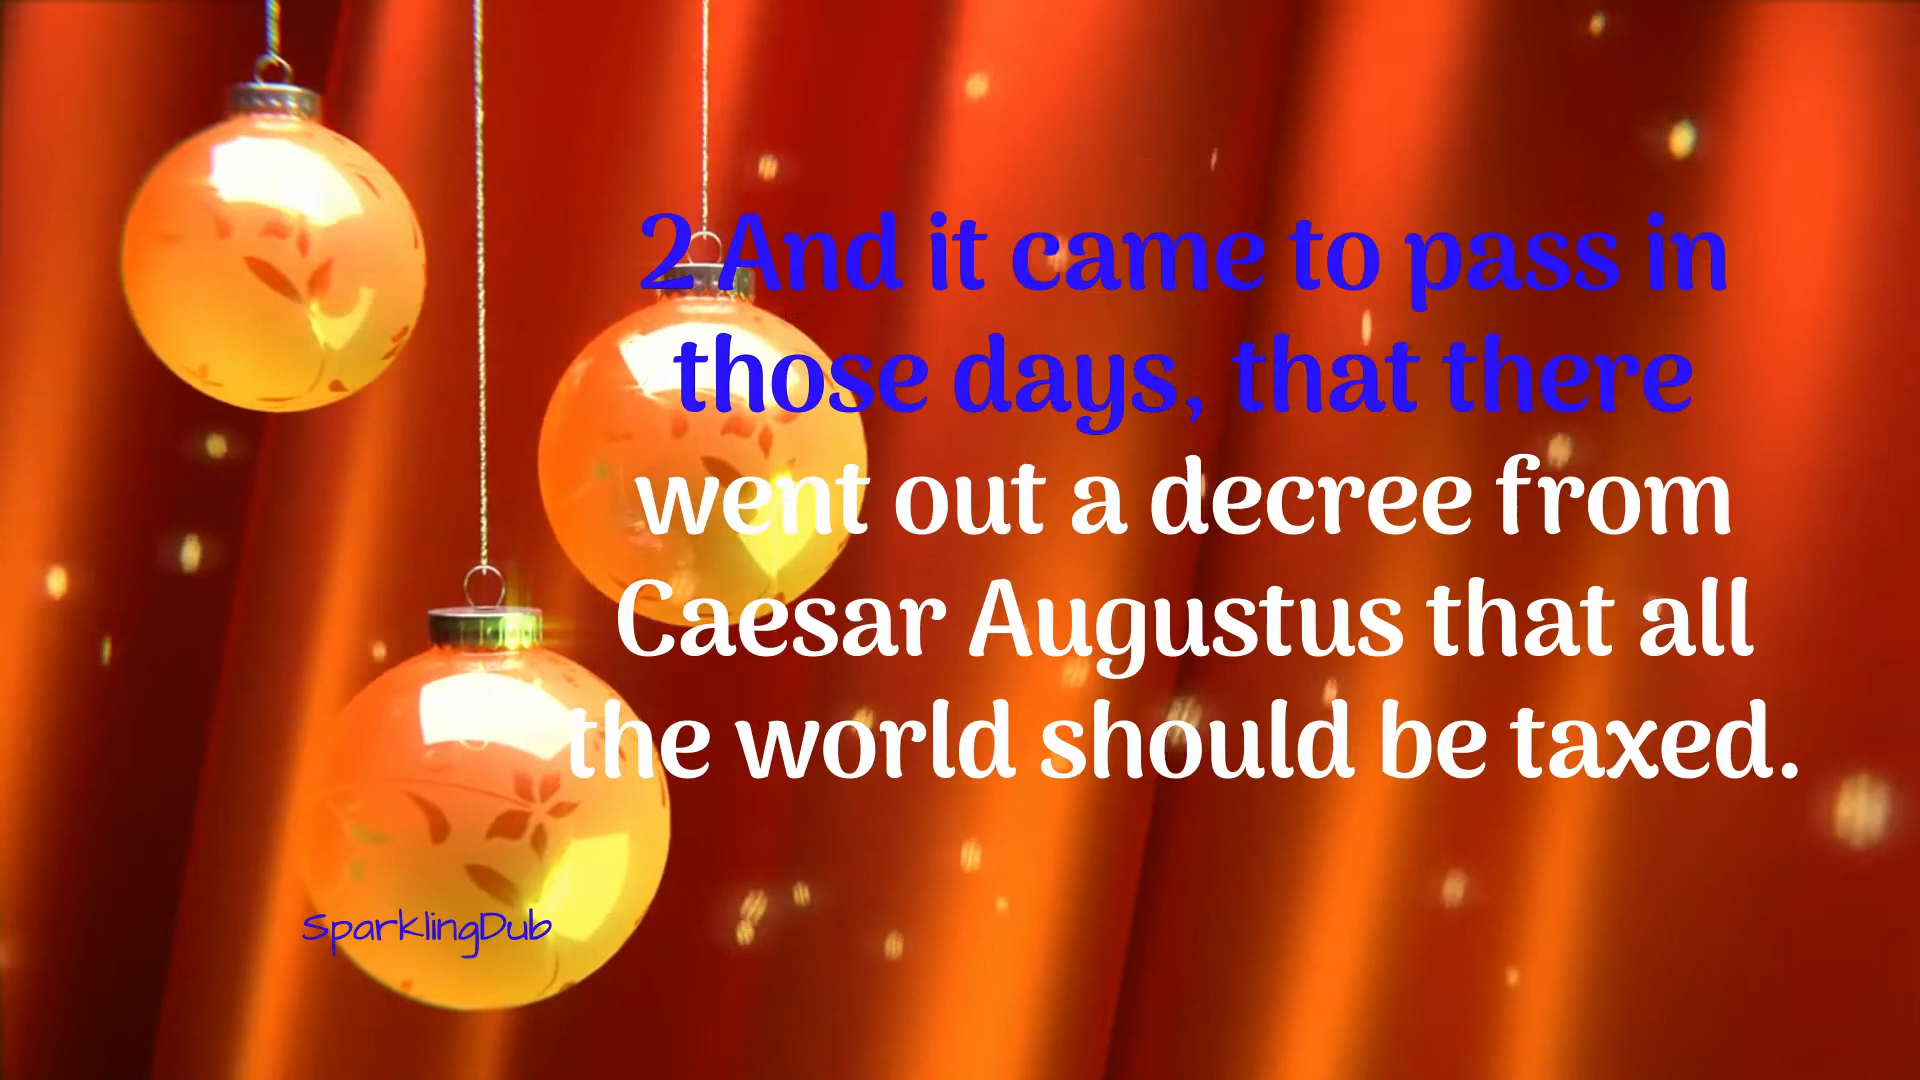 2 And it came to pass in
those days, that there
went out a decree from
Caesar Augustus that all
the world should be taxed.
SparklingDub